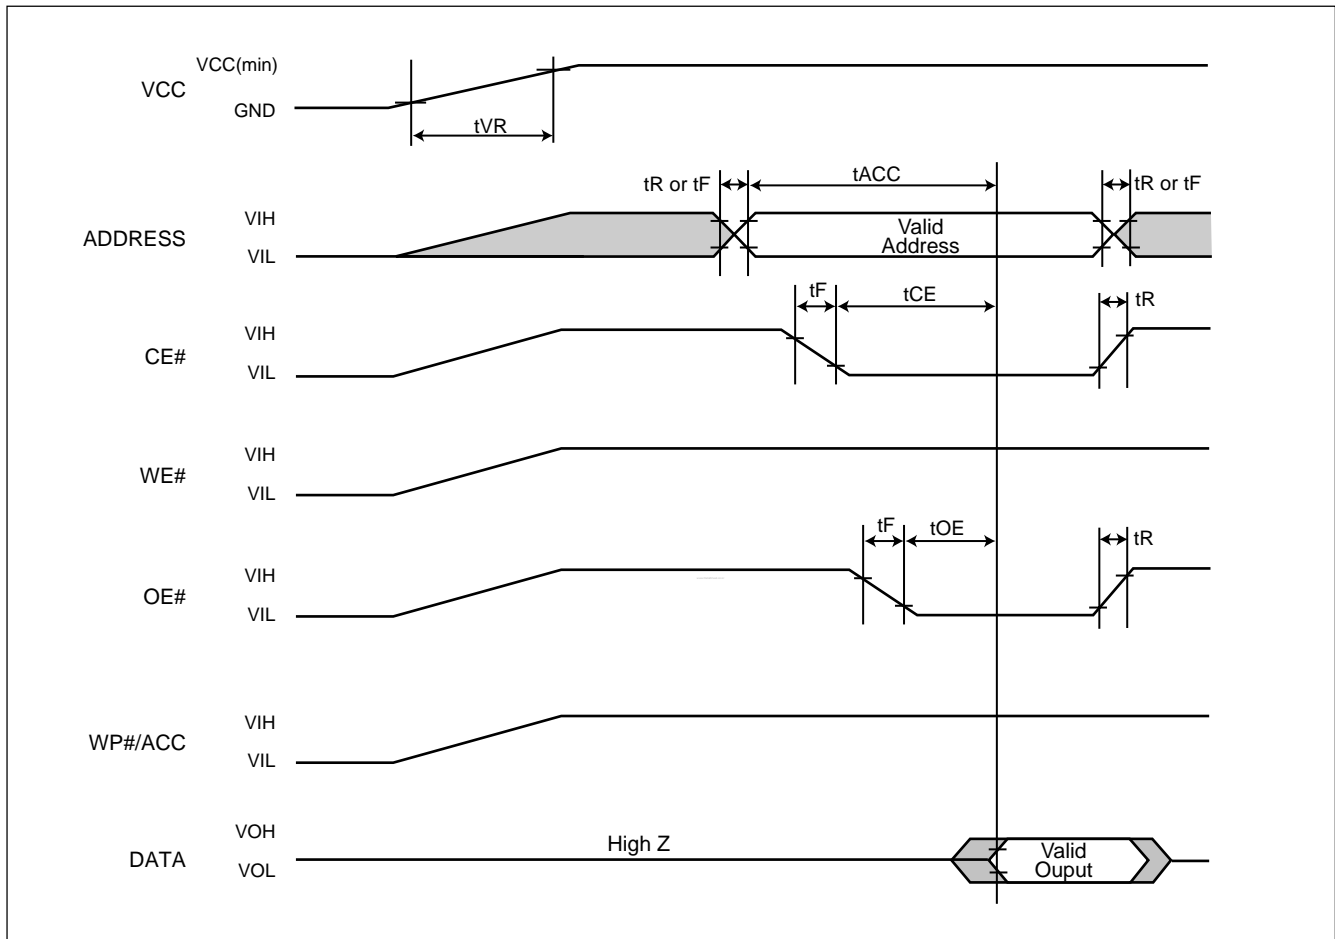 VCC
VCC(min)
GND
tVR
ADDRESS
VIH
VIL
tR or tF
tACC
tR or tF
Valid
Address
CE#
VIH
VIL
tF
tCE
tR
WE#
VIH
VIL
OE#
VIH
VIL
tF
tOE
tR
WP#/ACC
VIH
VIL
DATA
VOH
VOL
High Z
Valid
Ouput